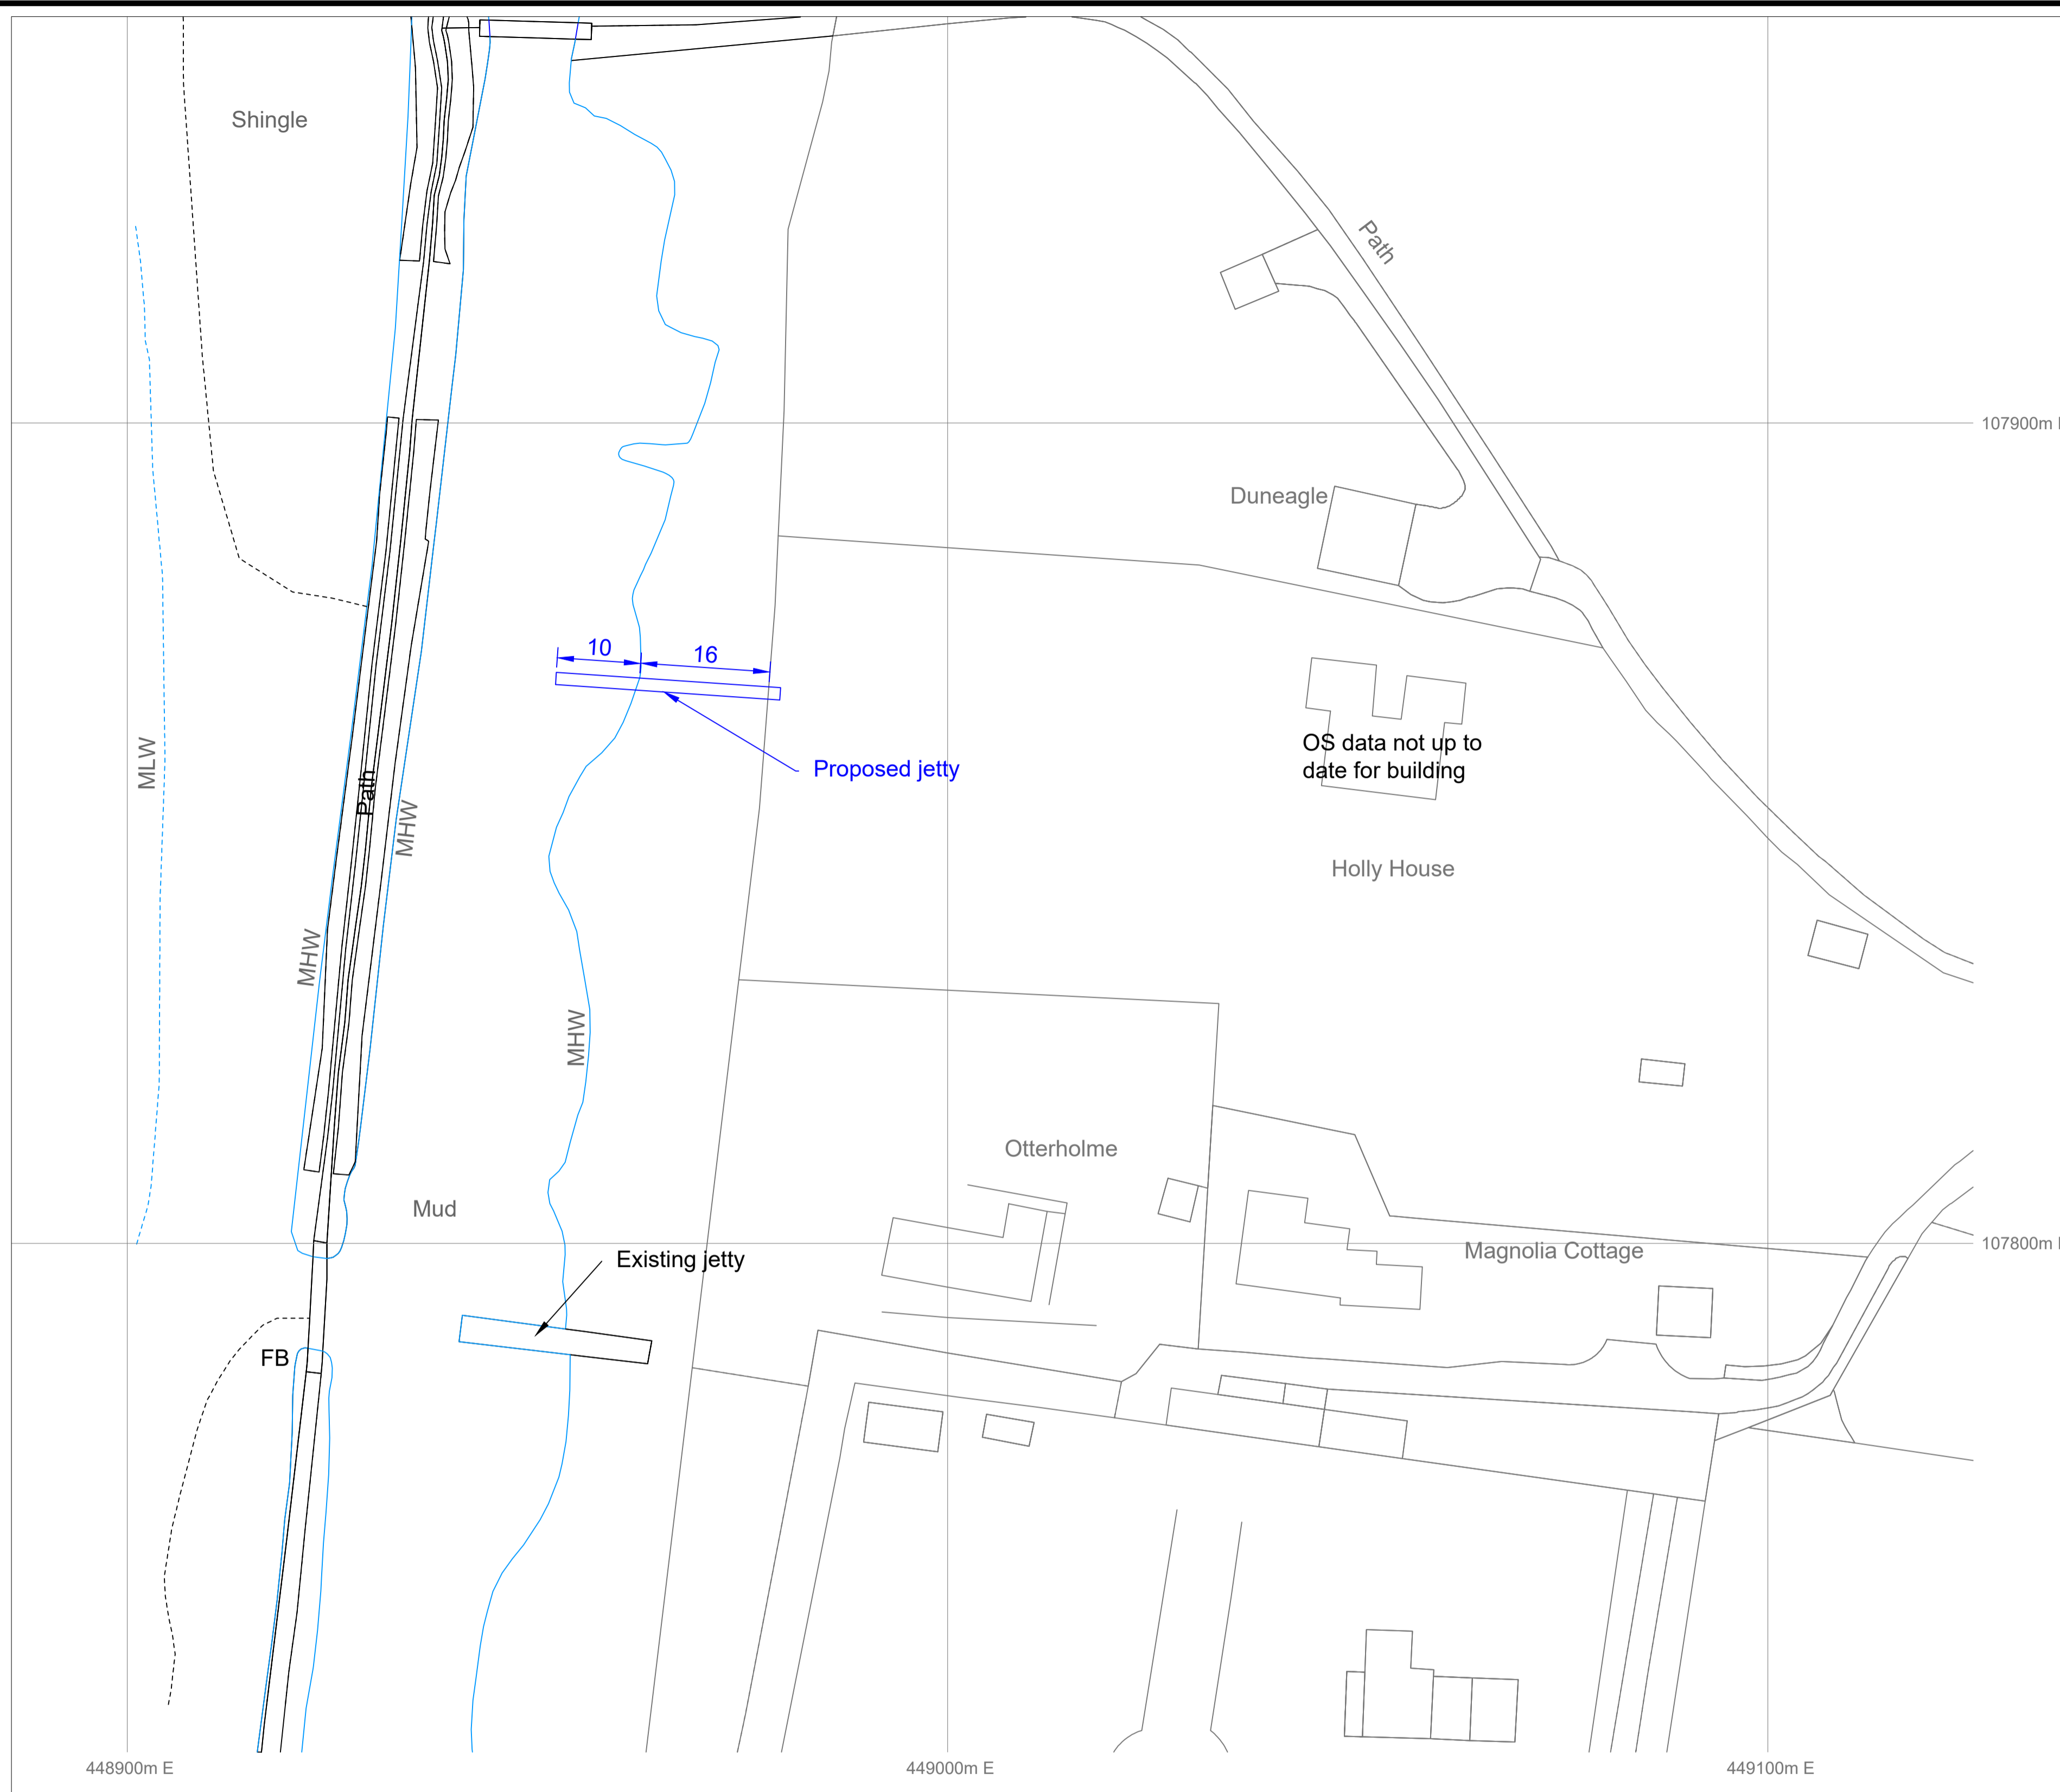 Shingle
Path
107900m
Duneagle
10
16
Proposed jetty
OS data not up to
date for building
MLW
Path
MHW
Holly House
MHW
MHW
Otterholme
Mud
Existing jetty
Magnolia Cottage
107800m
FB
448900m E
449000m E
449100m E